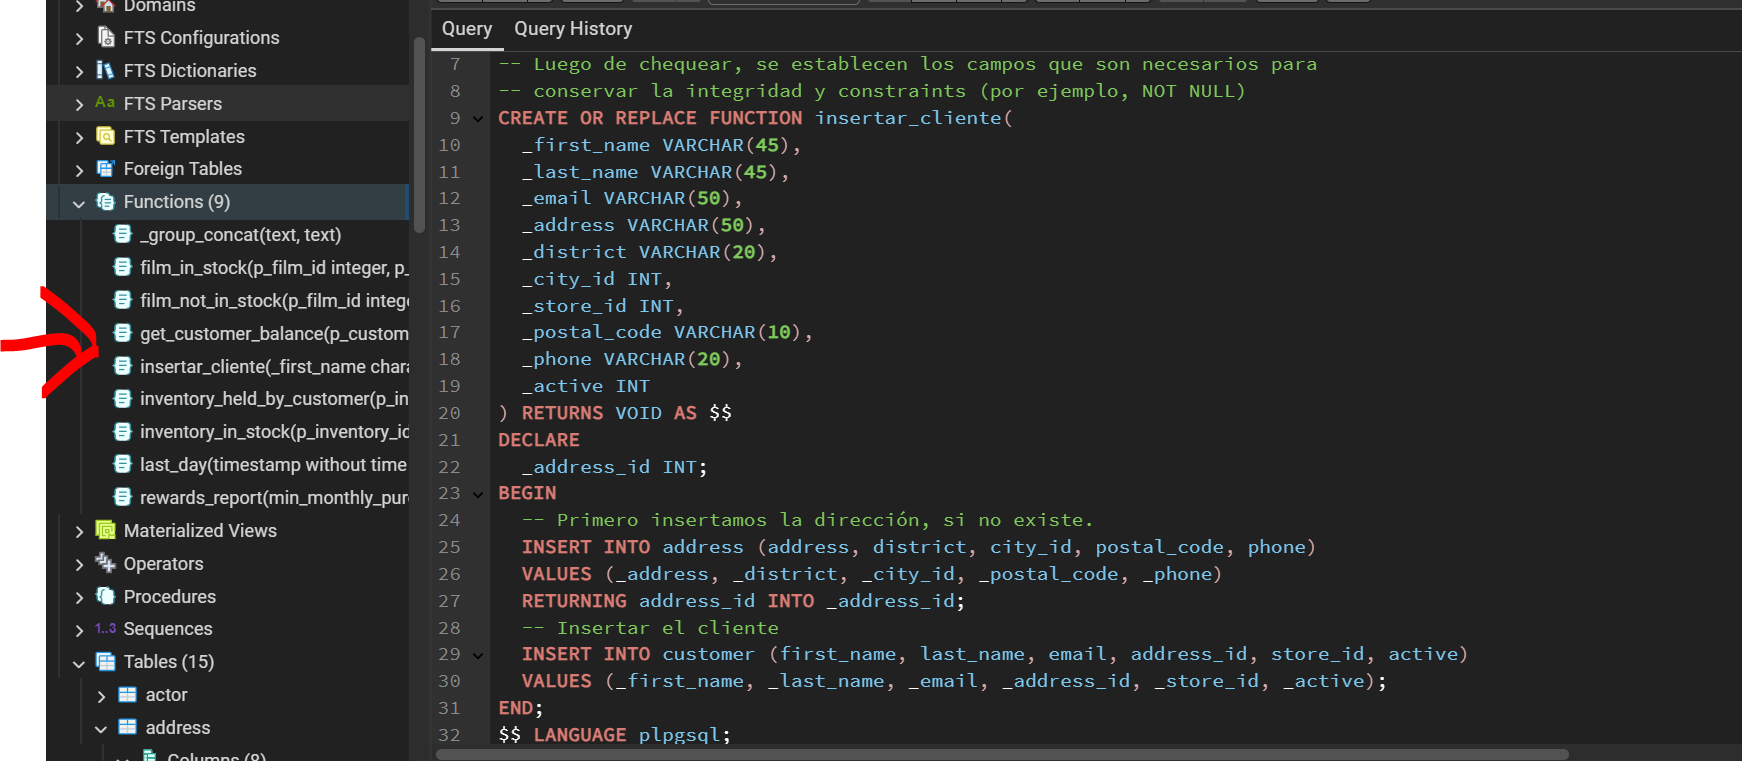 Domains
FTS Configurations
FTS Dictionaries
Aa FTS Parsers
FTS Templates
Foreign Tables
Functions (9)
_group_concat(text, text)
film_in_stock(p_film_id integer, p_
film_not_in_stock(p_film_id intege
get_customer_balance(p_custom
insertar_cliente(_first_name chara
inventory_held_by_customer(p_in
inventory_in_stock(p_inventory_id
last_day(timestamp without time
rewards_report(min_monthly_pur
Materialized Views
Operators
Procedures
1..3 Sequences
Tables (15)
actor
address
Columns (8)
Query Query History
7 -- Luego de chequear, se establecen los campos que son necesarios para
8 -- conservar la integridad y constraints (por ejemplo, NOT NULL)
9 CREATE OR REPLACE FUNCTION insertar_cliente(
10 _first_name VARCHAR(45),
11 _last_name VARCHAR(45),
12 _email VARCHAR(50),
13 _address VARCHAR(50),
14 _district VARCHAR(20),
15 _city_id INT,
16 _store_id INT,
17 _postal_code VARCHAR(10),
18 _phone VARCHAR(20),
19 _active INT
20 ) RETURNS VOID AS $$
21 DECLARE
22 _address_id INT;
23 BEGIN
24 -- Primero insertamos la dirección, si no existe.
25 INSERT INTO address (address, district, city_id, postal_code, phone)
26 VALUES (_address, _district, _city_id, _postal_code, _phone)
27 RETURNING address_id INTO _address_id;
28 -- Insertar el cliente
29 INSERT INTO customer (first_name, last_name, email, address_id, store_id, active)
30 VALUES (_first_name, _last_name, _email, _address_id, _store_id, _active);
31 END;
32 $$ LANGUAGE plpgsql;